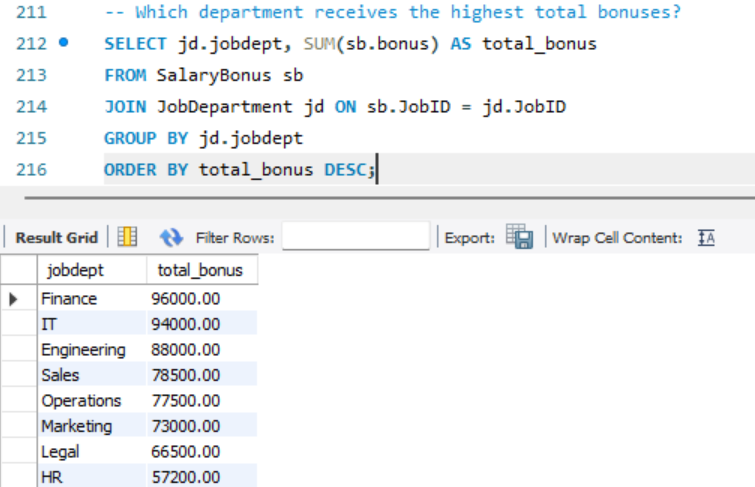 211 -- Which department receives the highest total bonuses?
212 SELECT jd.jobdept, SUM(sb.bonus) AS total_bonus
213 FROM SalaryBonus sb
214 JOIN JobDepartment jd ON sb.JobID = jd.JobID
215 GROUP BY jd.jobdept
216 ORDER BY total_bonus DESC;
Result Grid Filter Rows: Export: Wrap Cell Content: IA
jobdept total_bonus
Finance 96000.00
IT 94000.00
Engineering 88000.00
Sales 78500.00
Operations 77500.00
Marketing 73000.00
Legal 66500.00
HR 57200.00